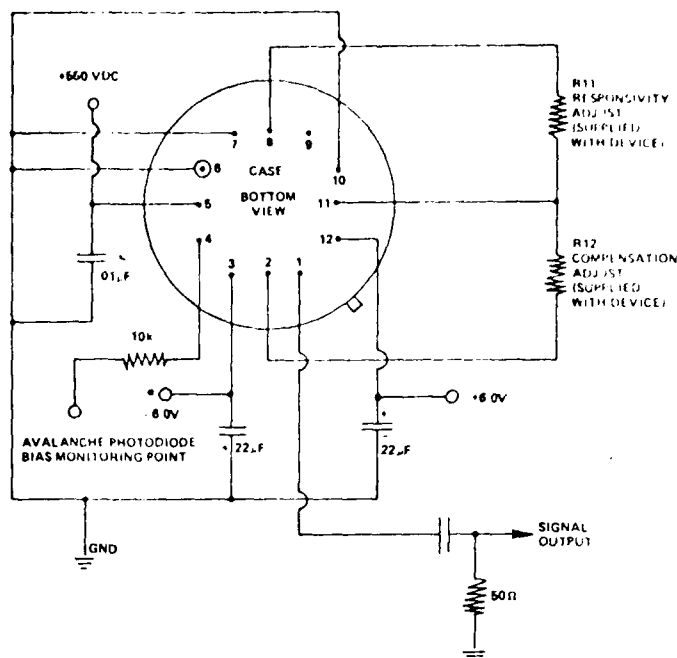 +550 VDC
R11
RESPONSIVITY
ADJUST
(SUPPLIED
WITH DEVICE)
7
8
9
6
CASE
10
BOTTOM
VIEW
5
11
4
12
3
2
1
R12
COMPENSATION
ADJUST
(SUPPLIED
WITH DEVICE)
.01µF
10k
-6.0V
+6.0V
+
-
+ 22µF
22µF
AVALANCHE PHOTODIODE
BIAS MONITORING POINT
GND
SIGNAL
OUTPUT
50Ω